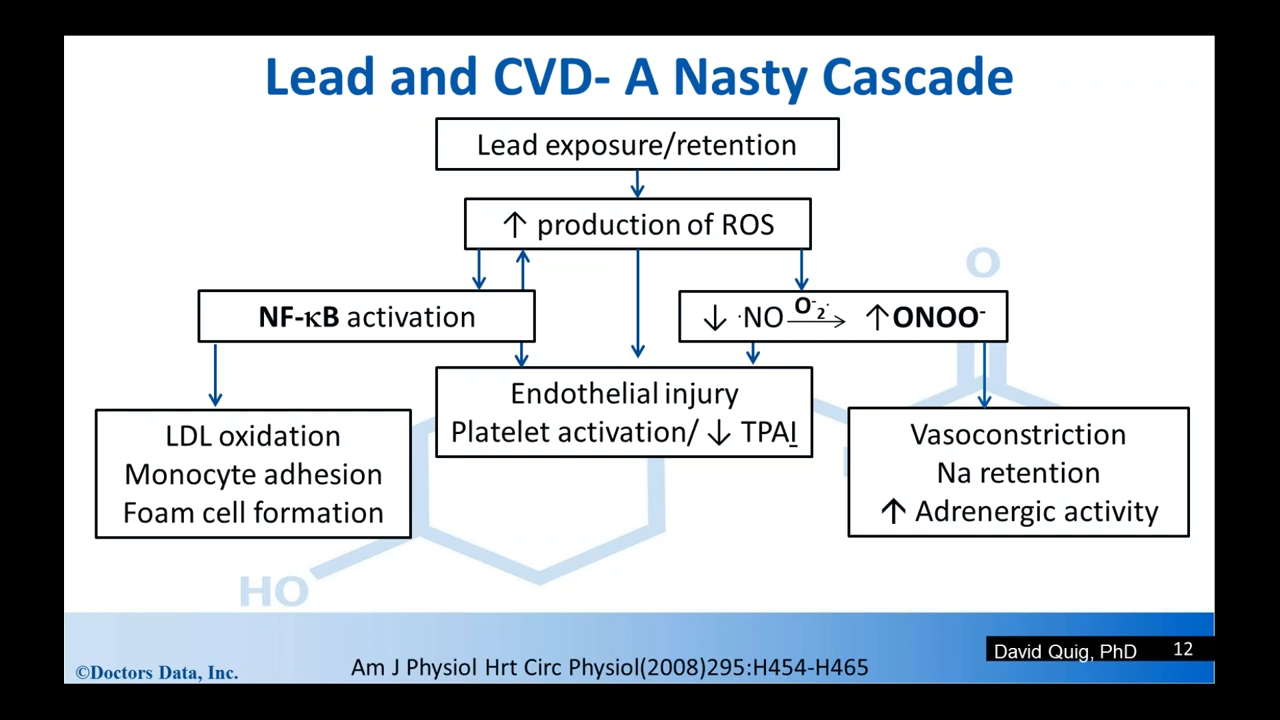 Lead and CVD- A Nasty Cascade
Lead exposure/retention
↑ production of ROS
NF-κB activation
↓ ·NO O⁻₂· → ↑ONOO⁻
Endothelial injury
Platelet activation/ ↓ TPAI
LDL oxidation
Monocyte adhesion
Foam cell formation
Vasoconstriction
Na retention
↑ Adrenergic activity
O
HO
©Doctors Data, Inc.
Am J Physiol Hrt Circ Physiol(2008)295:H454-H465
David Quig, PhD 12